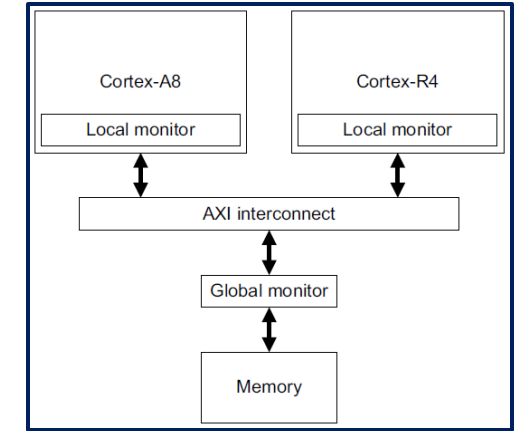 Cortex-A8
Cortex-R4
Local monitor
Local monitor
AXI interconnect
Global monitor
Memory